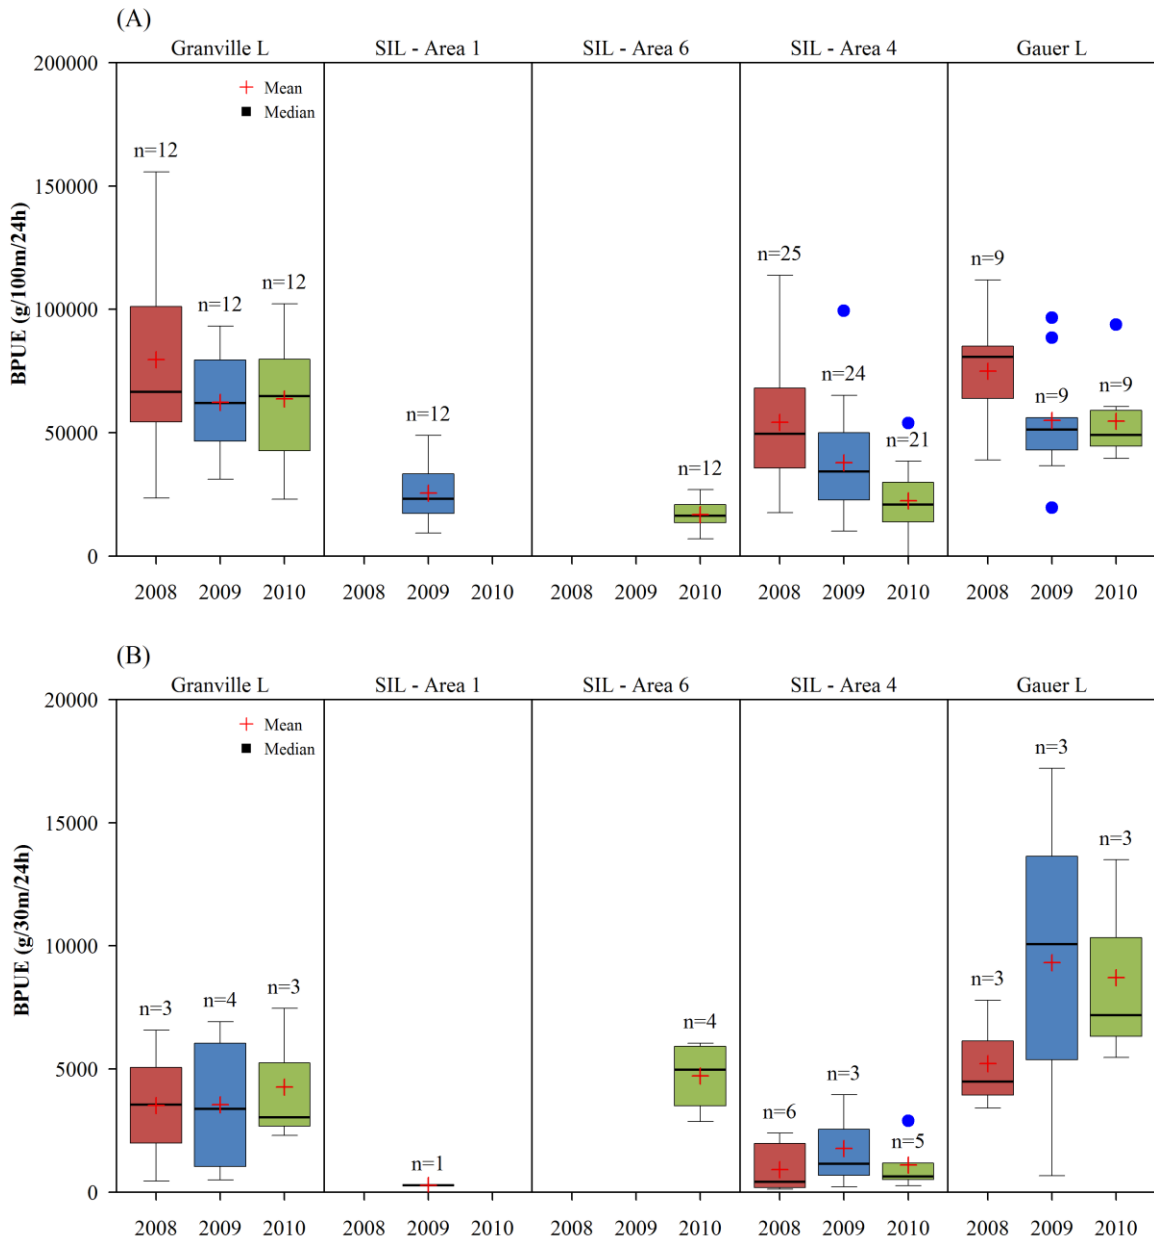 (A)
Granville L SIL - Area 1 SIL - Area 6 SIL - Area 4 Gauer L
200000
Mean
Median
n=12
150000
n=25 n=9
n=12 n=12
100000
n=24
n=9 n=9
n=12
50000
n=21
n=12
0
BPUE (g/100m/24h)
2008 2009 2010 2008 2009 2010 2008 2009 2010 2008 2009 2010 2008 2009 2010
(B)
Granville L SIL - Area 1 SIL - Area 6 SIL - Area 4 Gauer L
20000
Mean
Median
n=3
15000
n=3
10000
n=3 n=4 n=3
n=3
n=4
5000
n=3
n=6
n=5
n=1
0
BPUE (g/30m/24h)
2008 2009 2010 2008 2009 2010 2008 2009 2010 2008 2009 2010 2008 2009 2010